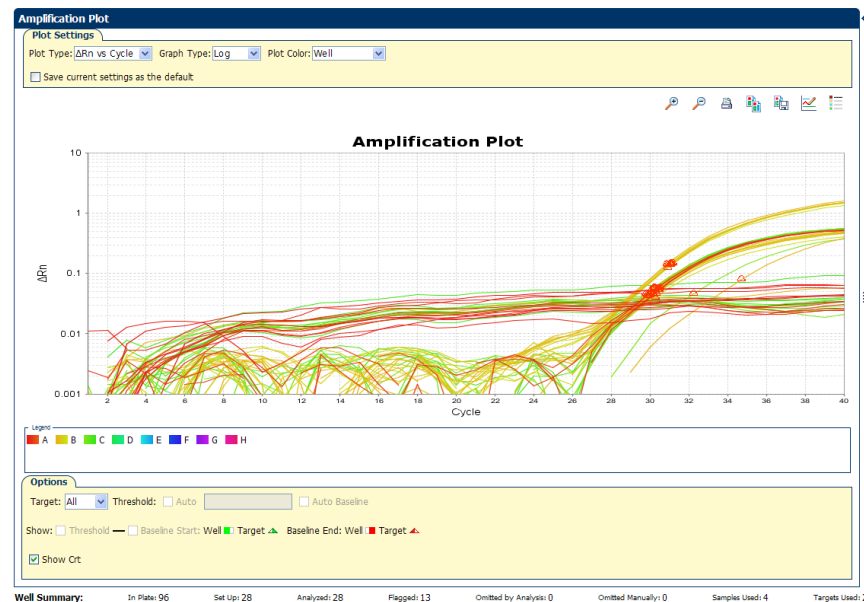 Amplification Plot
Plot Settings
Plot Type: ΔRn vs Cycle Graph Type: Log Plot Color: Well
Save current settings as the default
Amplification Plot
10
1
0.1
0.01
0.001
ΔRn
2 4 6 8 10 12 14 16 18 20 22 24 26 28 30 32 34 36 38 40
Cycle
Legend
A B C D E F G H
Options
Target: All Threshold: Auto Auto Baseline
Show: Threshold Baseline Start: Well Target Baseline End: Well Target
Show Crt
Well Summary: In Plate: 96 Set Up: 28 Analyzed: 28 Flagged: 13 Omitted by Analysis: 0 Omitted Manually: 0 Samples Used: 4 Targets Used: